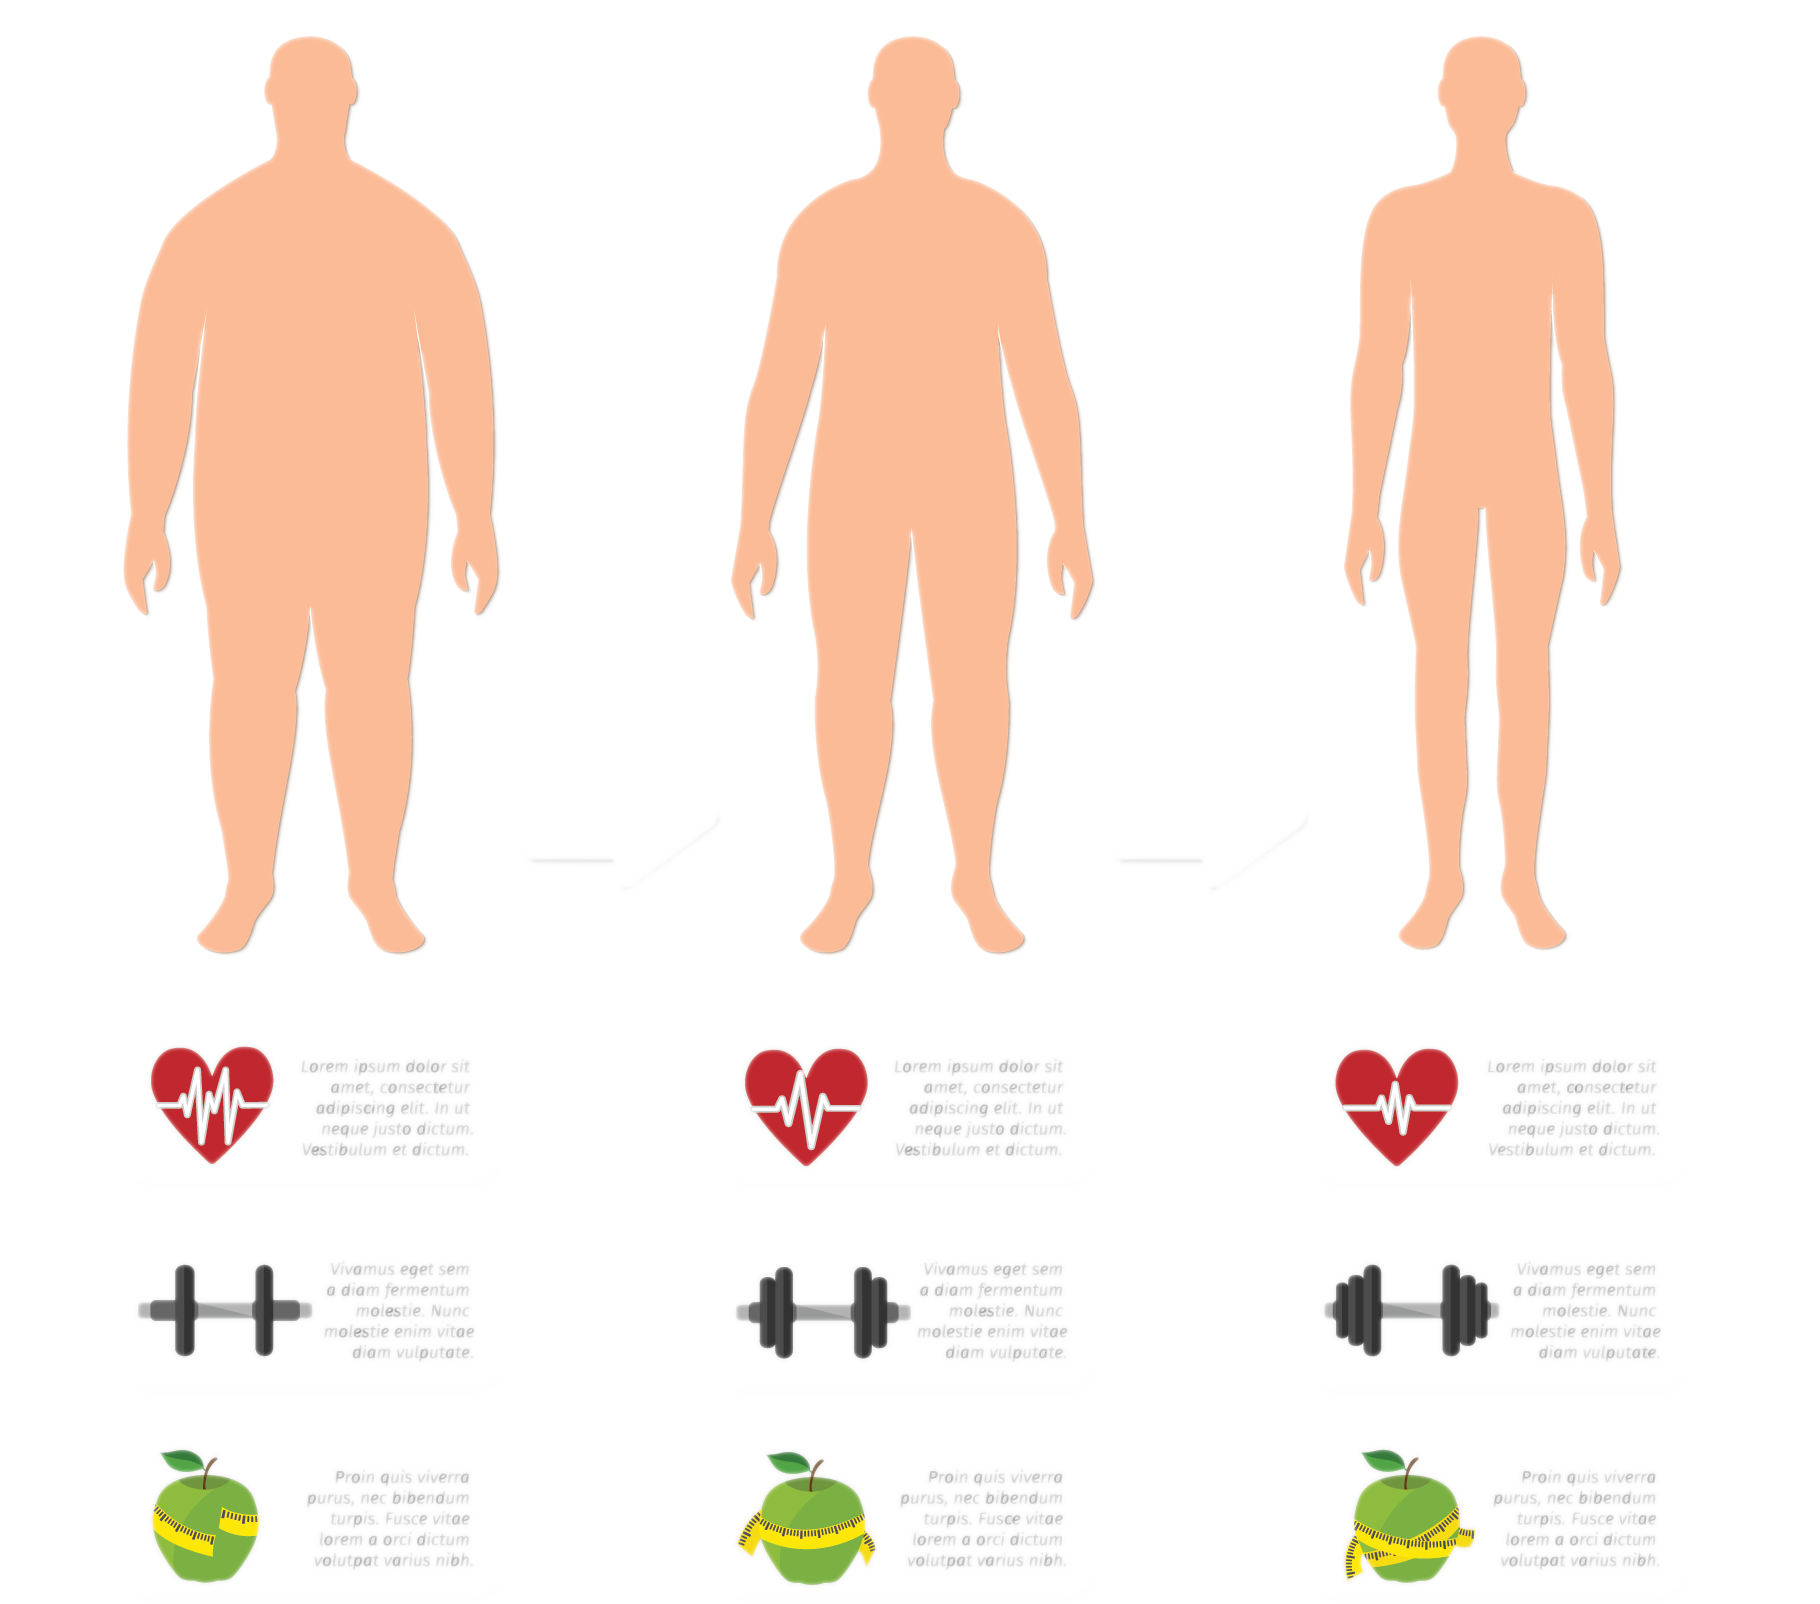 Lorem ipsum dolor sit
amet, consectetur
adipiscing elit. In ut
neque justo dictum.
Vestibulum et dictum.
Lorem ipsum dolor sit
amet, consectetur
adipiscing elit. In ut
neque justo dictum.
Vestibulum et dictum.
Lorem ipsum dolor sit
amet, consectetur
adipiscing elit. In ut
neque justo dictum.
Vestibulum et dictum.
Vivamus eget sem
a diam fermentum
molestie. Nunc
molestie enim vitae
diam vulputate.
Vivamus eget sem
a diam fermentum
molestie. Nunc
molestie enim vitae
diam vulputate.
Vivamus eget sem
a diam fermentum
molestie. Nunc
molestie enim vitae
diam vulputate.
Proin quis viverra
purus, nec bibendum
turpis. Fusce vitae
lorem a orci dictum
volutpat varius nibh.
Proin quis viverra
purus, nec bibendum
turpis. Fusce vitae
lorem a orci dictum
volutpat varius nibh.
Proin quis viverra
purus, nec bibendum
turpis. Fusce vitae
lorem a orci dictum
volutpat varius nibh.